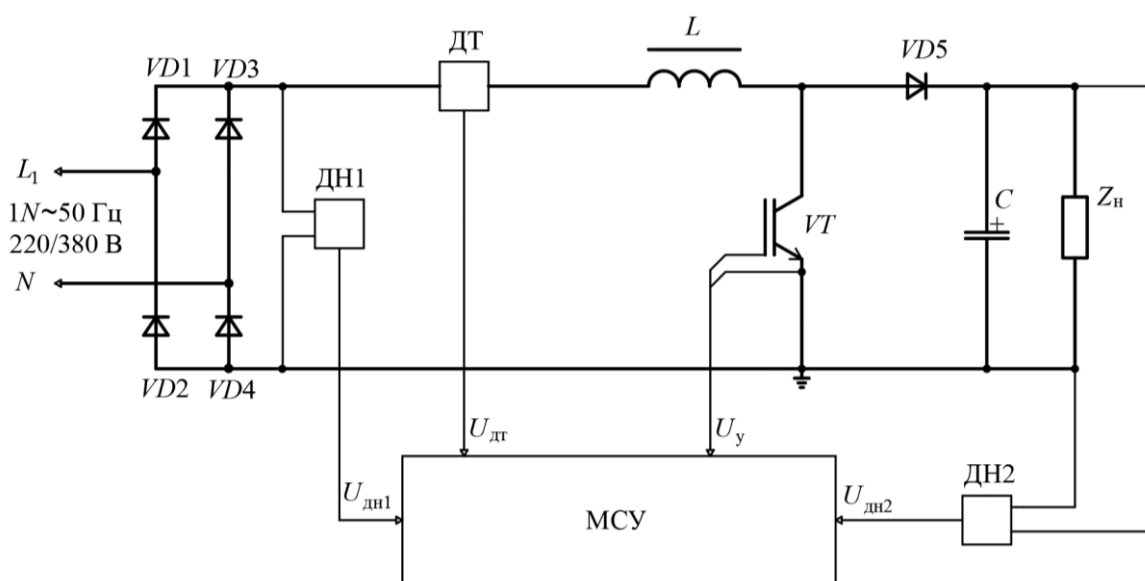 ДТ
L
VD5
VD1
VD3
L₁
1N~50 Гц
220/380 В
N
ДН1
VT
C
+
Zн
VD2
VD4
Uдт
Uу
Uдн1
МСУ
Uдн2
ДН2